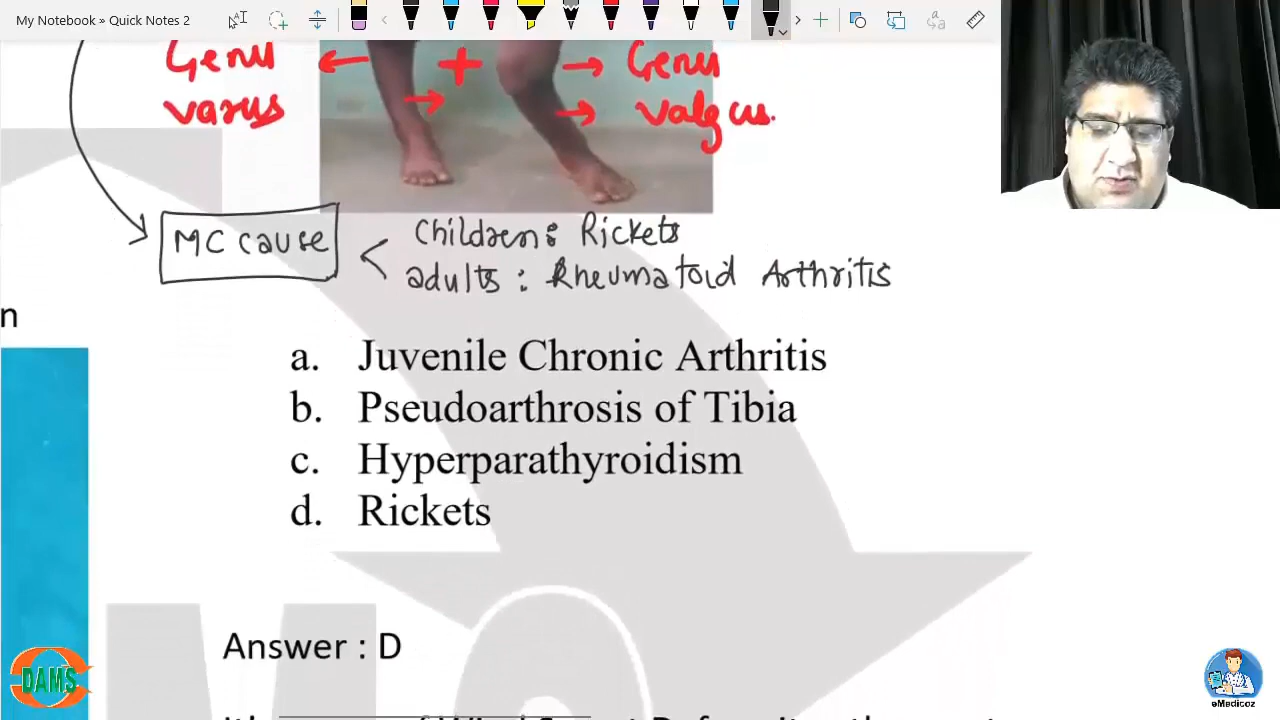 My Notebook » Quick Notes 2
Genu ← + → Genu
varus → → valgus.
MC cause < Children: Rickets
adults: Rheumatoid Arthritis
n
a. Juvenile Chronic Arthritis
b. Pseudoarthrosis of Tibia
c. Hyperparathyroidism
d. Rickets
Answer : D
DAMS
eMedicoz